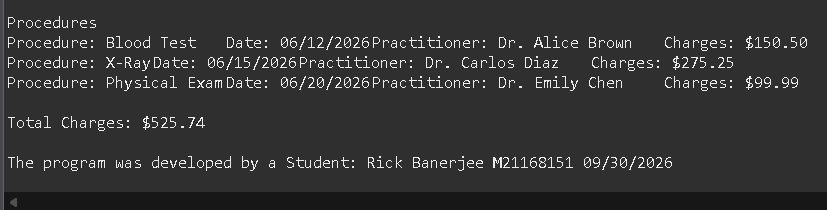 Procedures
Procedure: Blood Test   Date: 06/12/2026Practitioner: Dr. Alice Brown   Charges: $150.50
Procedure: X-RayDate: 06/15/2026Practitioner: Dr. Carlos Diaz   Charges: $275.25
Procedure: Physical ExamDate: 06/20/2026Practitioner: Dr. Emily Chen    Charges: $99.99
Total Charges: $525.74
The program was developed by a Student: Rick Banerjee M21168151 09/30/2026